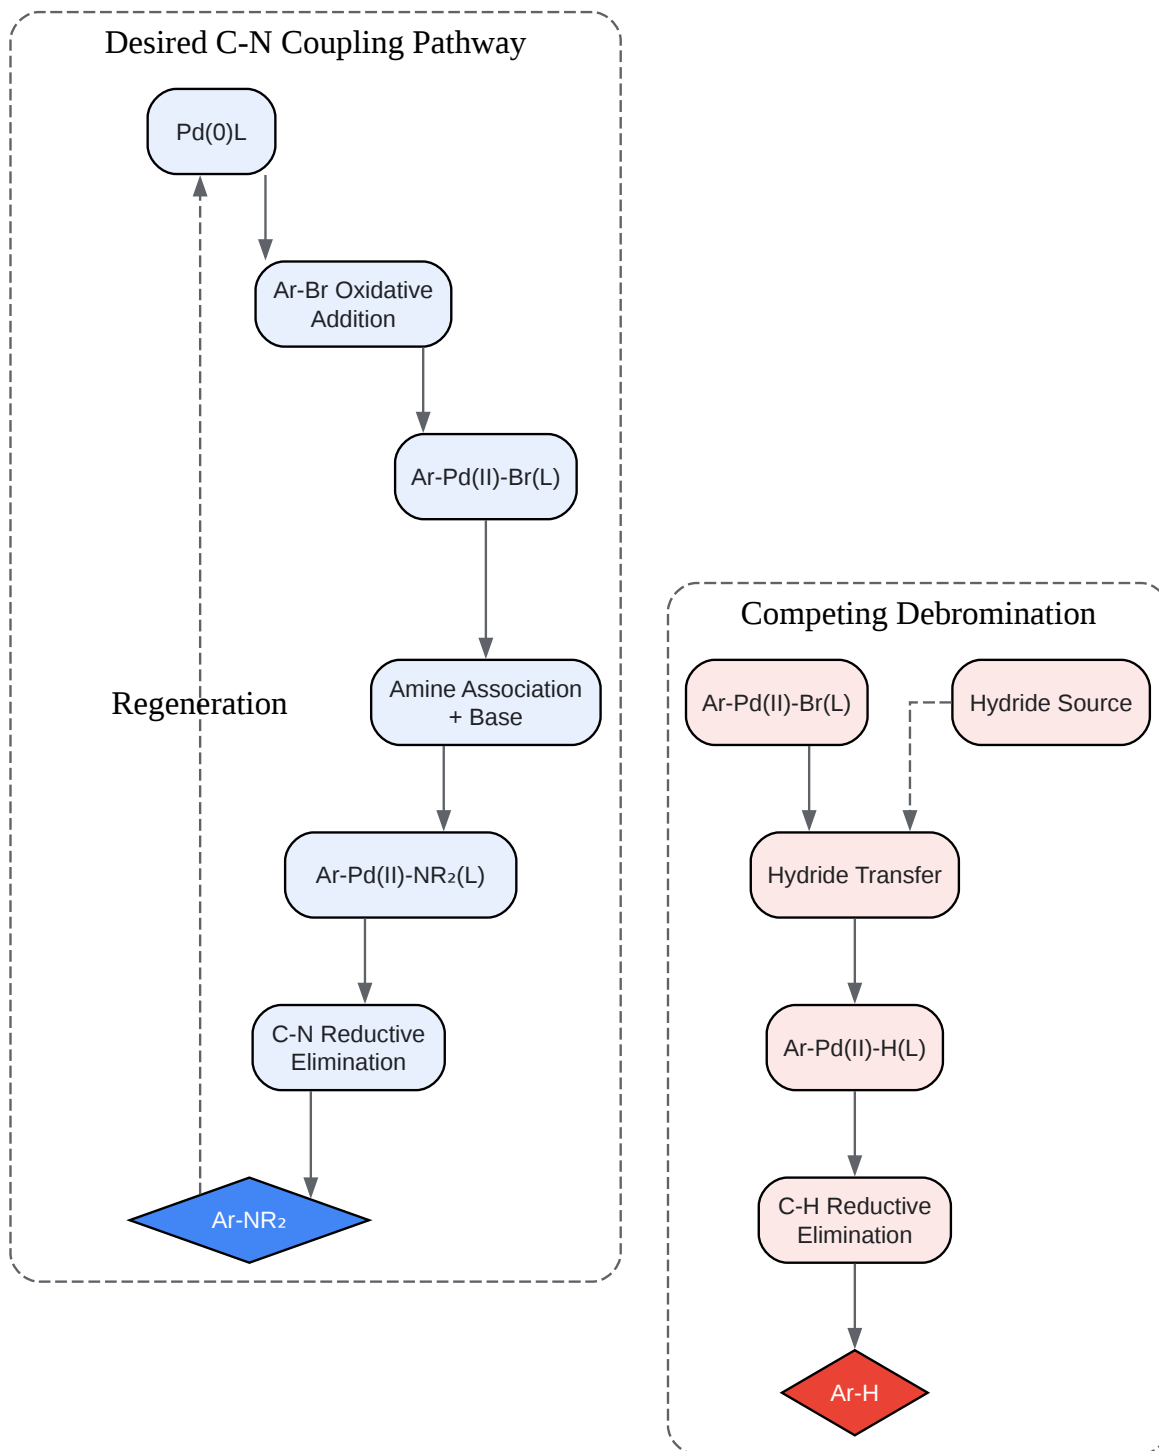 Desired C-N Coupling Pathway
Pd(0)L
Ar-Br Oxidative
Addition
Ar-Pd(II)-Br(L)
Regeneration
Amine Association
+ Base
Ar-Pd(II)-NR₂(L)
C-N Reductive
Elimination
Ar-NR₂
Competing Debromination
Ar-Pd(II)-Br(L)
Hydride Source
Hydride Transfer
Ar-Pd(II)-H(L)
C-H Reductive
Elimination
Ar-H